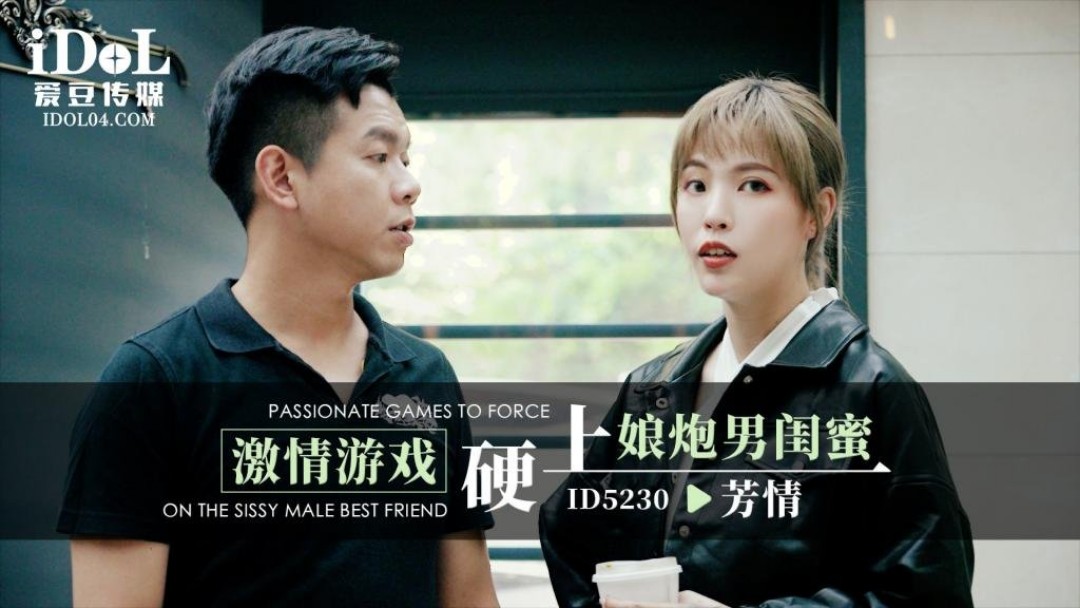 iDoL
爱豆传媒
IDOL04.COM
PASSIONATE GAMES TO FORCE
激情游戏 硬上娘炮男闺蜜
ON THE SISSY MALE BEST FRIEND
ID5230 芳情